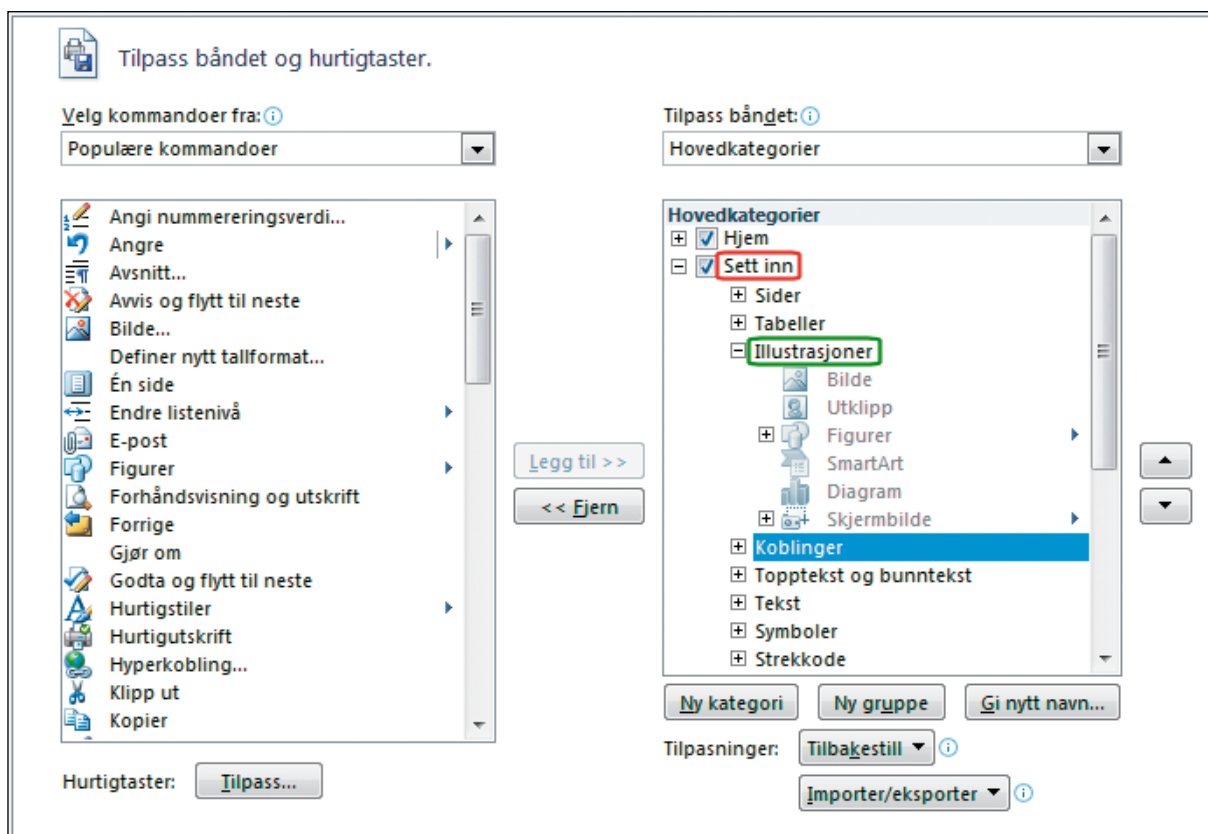 Tilpass båndet og hurtigtaster.
Velg kommandoer fra:
Populære kommandoer
Angi nummereringsverdi...
Angre
Avsnitt...
Avvis og flytt til neste
Bilde...
Definer nytt tallformat...
Én side
Endre listenivå
E-post
Figurer
Forhåndsvisning og utskrift
Forrige
Gjør om
Godta og flytt til neste
Hurtigstiler
Hurtigutskrift
Hyperkobling...
Klipp ut
Kopier
Hurtigtaster: Tilpass...
Legg til >>
<< Fjern
Tilpass båndet:
Hovedkategorier
Hovedkategorier
Hjem
Sett inn
Sider
Tabeller
Illustrasjoner
Bilde
Utklipp
Figurer
SmartArt
Diagram
Skjermbilde
Koblinger
Topptekst og bunntekst
Tekst
Symboler
Strekkode
Ny kategori Ny gruppe Gi nytt navn...
Tilpasninger: Tilbakestill
Importer/eksporter